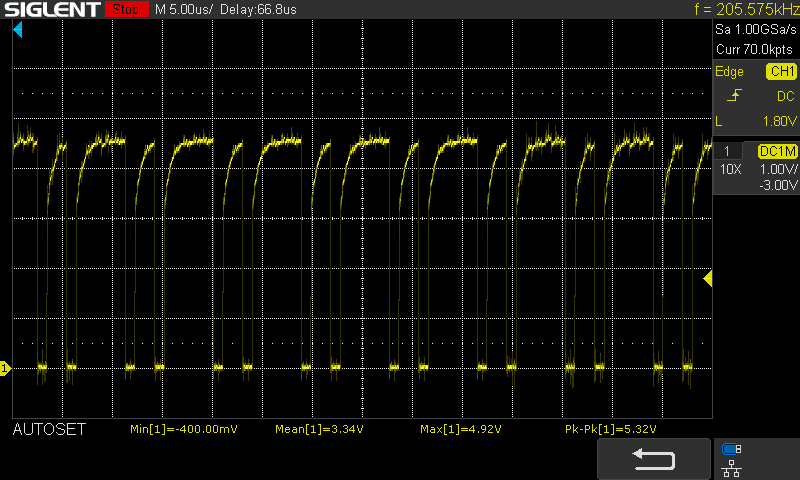 SIGLENT Stop M 5.00us/ Delay:66.8us f = 205.575kHz
Sa 1.00GSa/s
Curr 70.0kpts
Edge CH1
DC
L 1.80V
1 DC1M
10X 1.00V/
-3.00V
1
AUTOSET Min[1]=-400.00mV Mean[1]=3.34V Max[1]=4.92V Pk-Pk[1]=5.32V